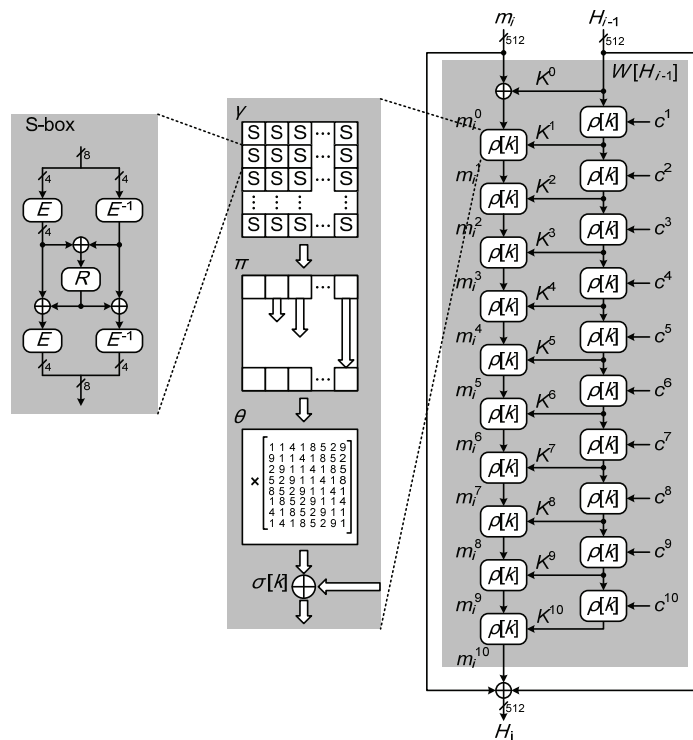 S-box
8
4
4
E
E⁻¹
4
R
E
E⁻¹
4
4
8
γ
S S S S ··· S
S S S S ··· S
S S S S ··· S
S S S S ··· S
π
θ
×
1 1 4 1 8 5 2 9
9 1 1 4 1 8 5 2
2 9 1 1 4 1 8 5
5 2 9 1 1 4 1 8
8 5 2 9 1 1 4 1
1 8 5 2 9 1 1 4
4 1 8 5 2 9 1 1
1 4 1 8 5 2 9 1
σ[k]
mᵢ
Hᵢ₋₁
512
512
W[Hᵢ₋₁]
K⁰
mᵢ⁰
ρ[k]
c¹
ρ[k]
K¹
mᵢ¹
ρ[k]
c²
ρ[k]
K²
mᵢ²
ρ[k]
c³
ρ[k]
K³
mᵢ³
ρ[k]
c⁴
ρ[k]
K⁴
mᵢ⁴
ρ[k]
c⁵
ρ[k]
K⁵
mᵢ⁵
ρ[k]
c⁶
ρ[k]
K⁶
mᵢ⁶
ρ[k]
c⁷
ρ[k]
K⁷
mᵢ⁷
ρ[k]
c⁸
ρ[k]
K⁸
mᵢ⁸
ρ[k]
c⁹
ρ[k]
K⁹
mᵢ⁹
ρ[k]
c¹⁰
ρ[k]
K¹⁰
mᵢ¹⁰
512
Hᵢ